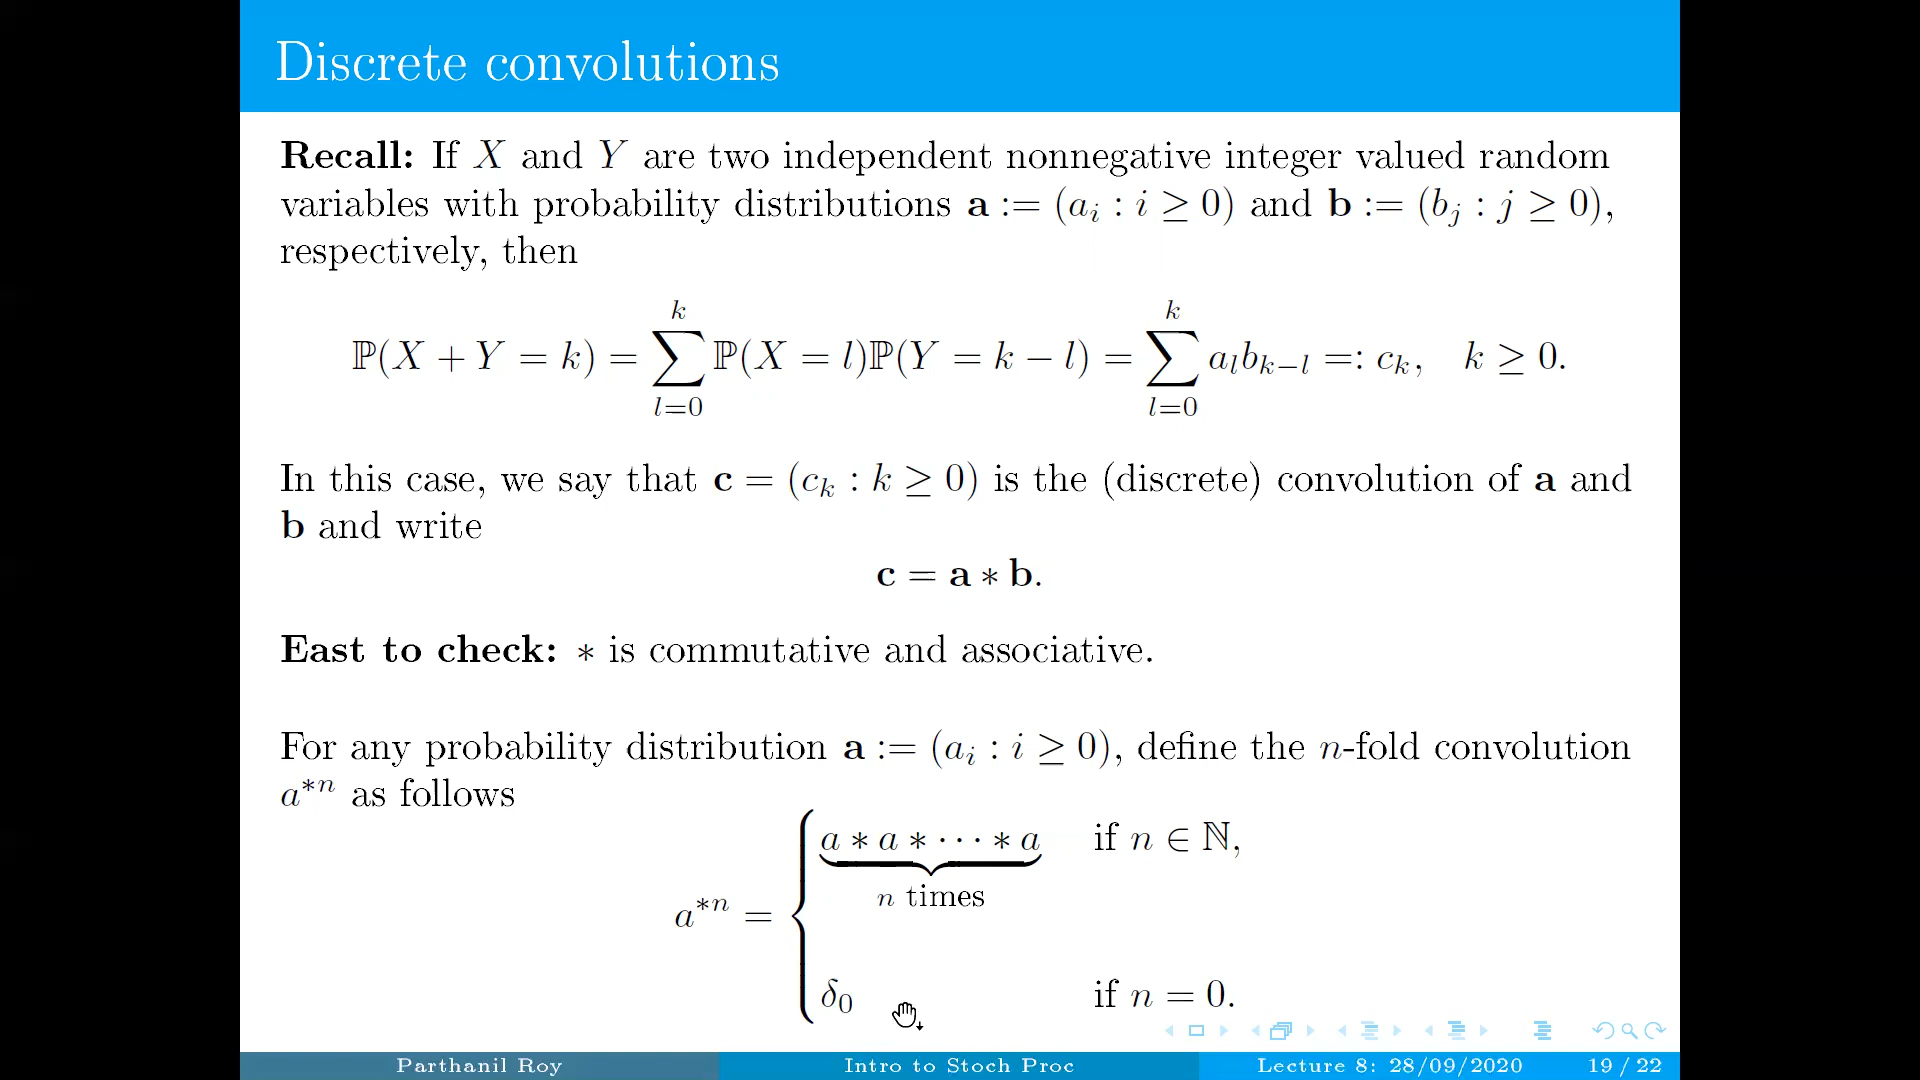 Discrete convolutions
Recall: If X and Y are two independent nonnegative integer valued random
variables with probability distributions a := (a_i : i ≥ 0) and b := (b_j : j ≥ 0),
respectively, then
ℙ(X + Y = k) = ∑_{l=0}^{k} ℙ(X = l)ℙ(Y = k − l) = ∑_{l=0}^{k} a_l b_{k−l} =: c_k, k ≥ 0.
In this case, we say that c = (c_k : k ≥ 0) is the (discrete) convolution of a and
b and write
c = a ∗ b.
East to check: ∗ is commutative and associative.
For any probability distribution a := (a_i : i ≥ 0), define the n-fold convolution
a^{∗n} as follows
a ∗ a ∗ ··· ∗ a if n ∈ ℕ,
n times
a^{∗n} =
δ_0 if n = 0.
Parthanil Roy Intro to Stoch Proc Lecture 8: 28/09/2020 19 / 22